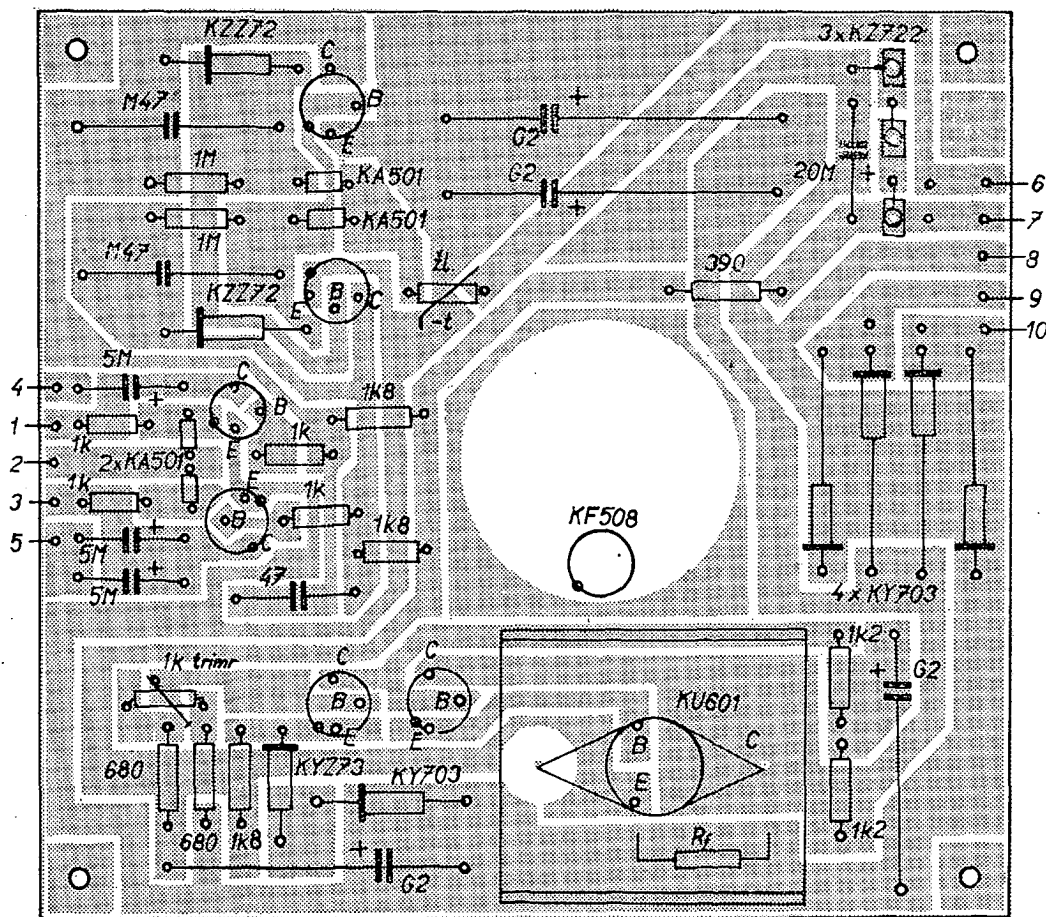 KZZ72
C
3xKZ722
B
M47
E
+
G2
20M
1M
KA501
G2
+
6
KA501
7
1M
8
M47
žl.
390
9
KZZ72
B
C
E
-t
10
5M
C
4
+
1k8
B
1
1k
E
1k
2
2xKA501
E
3
1k
1k
B
KF508
5
C
1k8
5M
+
5M
+
47
4xKY703
1k2
1k trimr
C
+
G2
B
B
KU601
E
E
B
C
680
KYZ73
KY703
E
680
1k8
1k2
+
G2
Rf